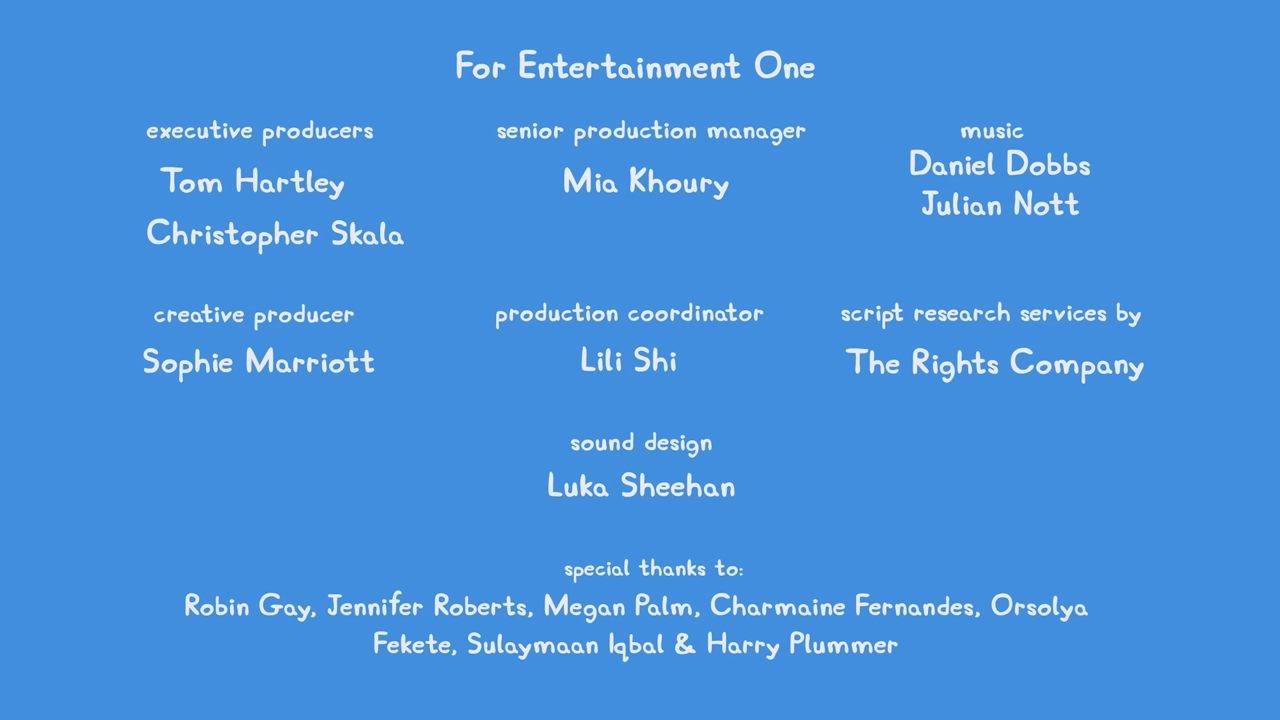 For Entertainment One
executive producers
Tom Hartley
Christopher Skala
senior production manager
Mia Khoury
music
Daniel Dobbs
Julian Nott
creative producer
Sophie Marriott
production coordinator
Lili Shi
script research services by
The Rights Company
sound design
Luka Sheehan
special thanks to:
Robin Gay, Jennifer Roberts, Megan Palm, Charmaine Fernandes, Orsolya
Fekete, Sulaymaan Iqbal & Harry Plummer